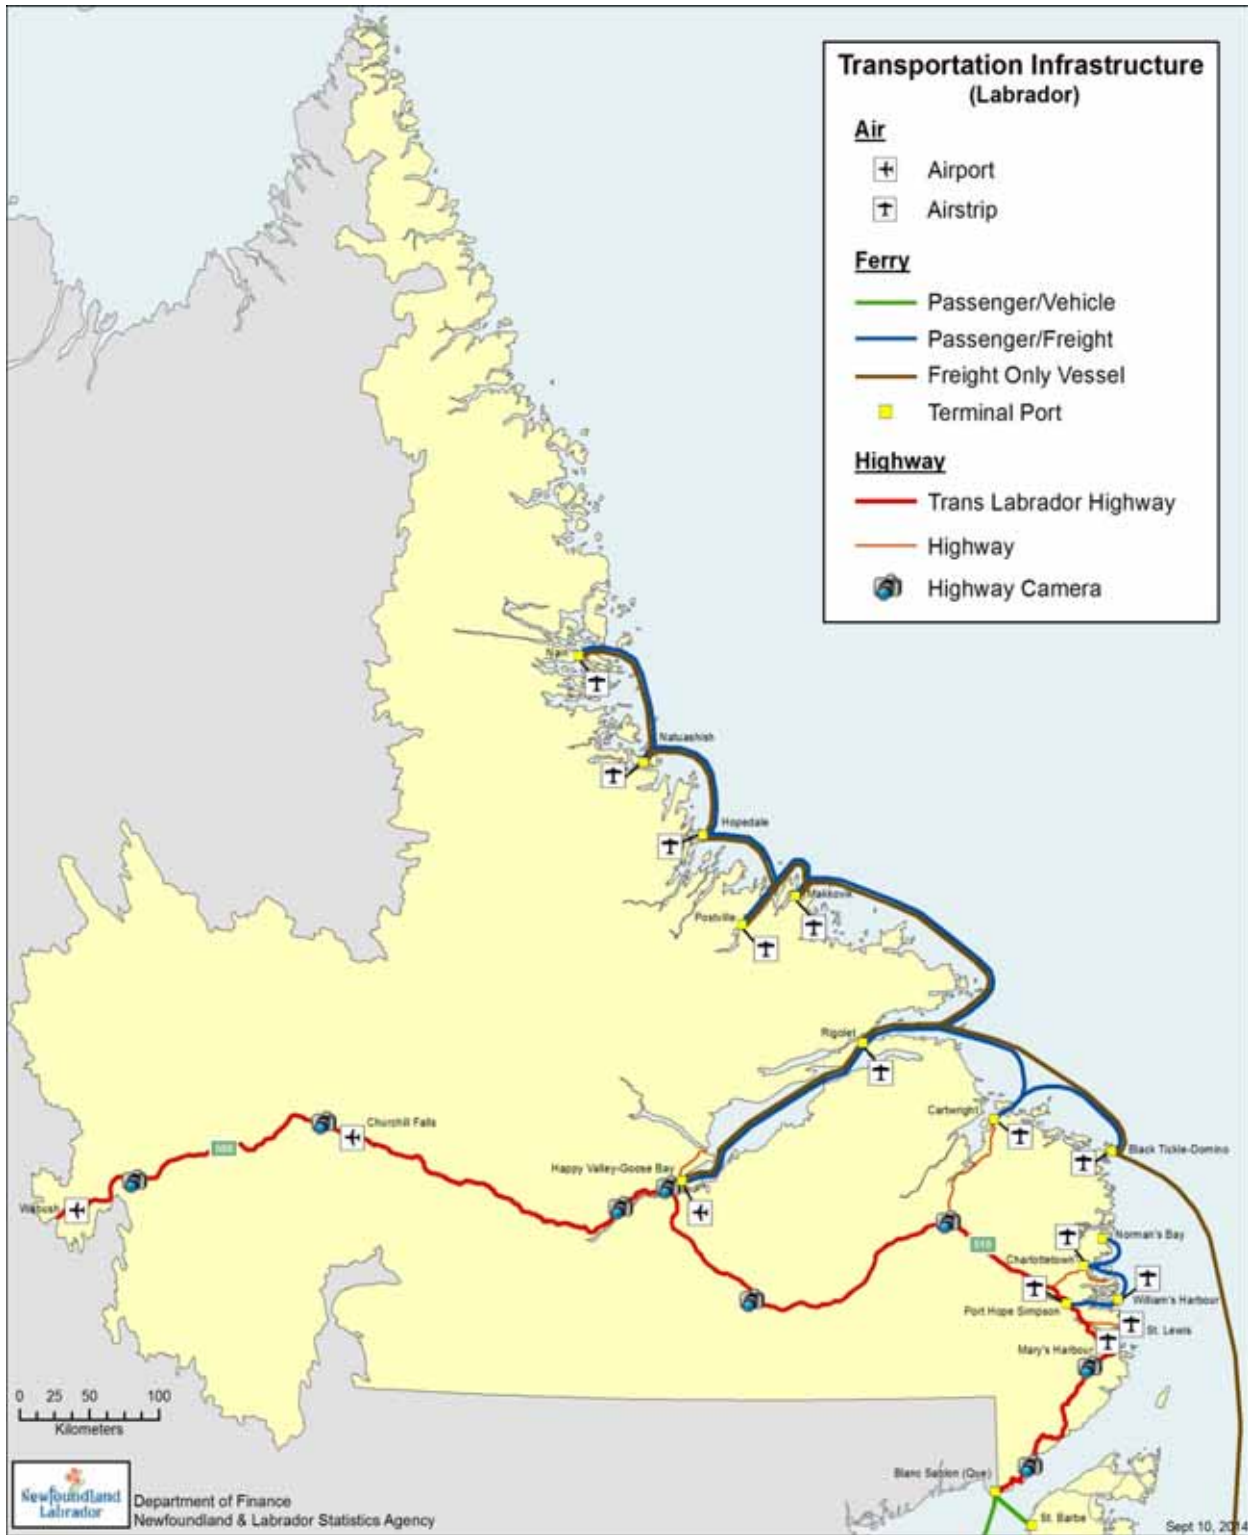 Transportation Infrastructure
(Labrador)
Air
Airport
Airstrip
Ferry
Passenger/Vehicle
Passenger/Freight
Freight Only Vessel
Terminal Port
Highway
Trans Labrador Highway
Highway
Highway Camera
Nain
Natuashish
Hopedale
Makkovik
Postville
Rigolet
Cartwright
Churchill Falls
500
Black Tickle-Domino
Happy Valley-Goose Bay
Wabush
Norman's Bay
510
Charlottetown
William's Harbour
Port Hope Simpson
St. Lewis
Mary's Harbour
0 25 50 100
Kilometers
Blanc Sablon (Que)
St. Barbe
Newfoundland
Labrador
Department of Finance
Newfoundland & Labrador Statistics Agency
Sept 10, 2014